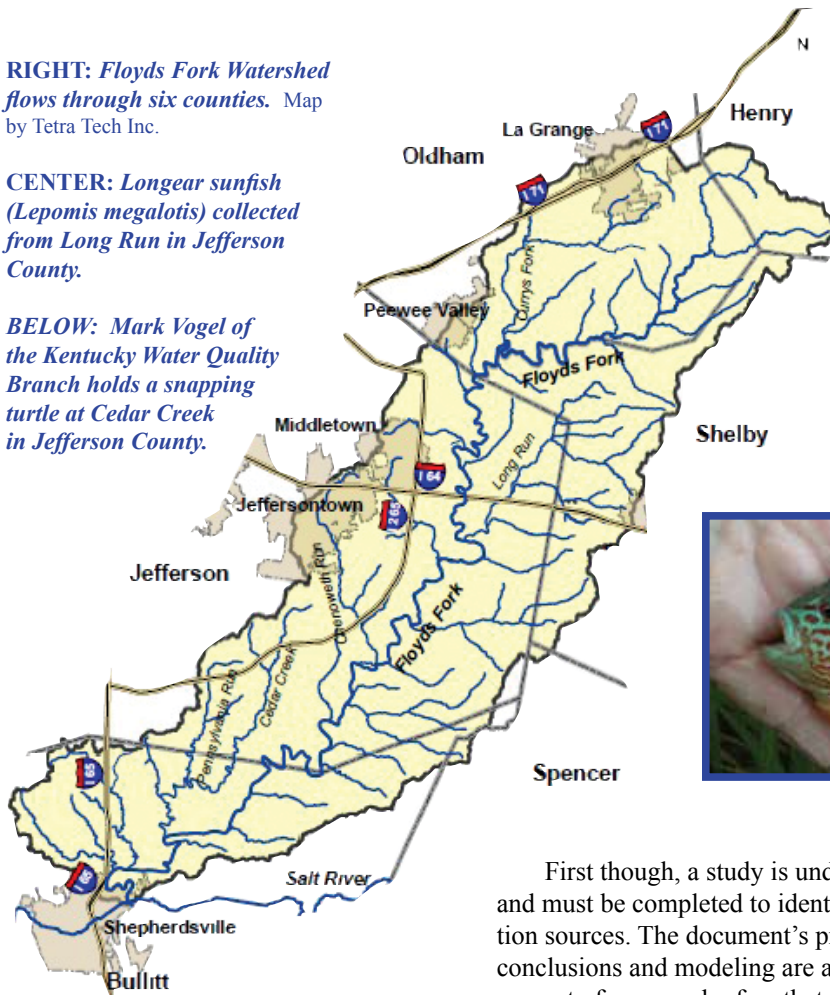 RIGHT: Floyds Fork Watershed
flows through six counties. Map
by Tetra Tech Inc.
CENTER: Longear sunfish
(Lepomis megalotis) collected
from Long Run in Jefferson
County.
BELOW: Mark Vogel of
the Kentucky Water Quality
Branch holds a snapping
turtle at Cedar Creek
in Jefferson County.
N
Henry
La Grange
I 71
Oldham
I 71
Currys Fork
Peewee Valley
Floyds Fork
Shelby
Middletown
Long Run
I 64
Jeffersontown
I 265
Jefferson
Chenoweth Run
Floyds Fork
Cedar Creek
Pennsylvania Run
I 65
Spencer
I 65
Salt River
Shepherdsville
Bullitt
First though, a study is
and must be completed to
tion sources. The document's
conclusions and modeling are